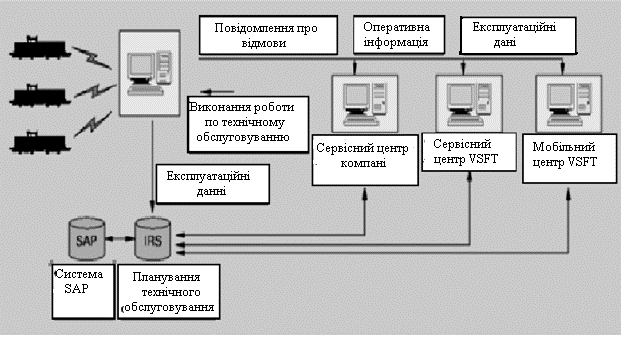 Повідомлення про
відмови
Оперативна
інформація
Експлуатаційні
дані
Виконання роботи
по технічному
обслуговуванню
Сервісний центр
компані
Сервісний
центр VSFT
Мобільний
центр VSFT
Експлуатаційні
данні
SAP
IRS
Система
SAP
Планування
технічного
обслуговування